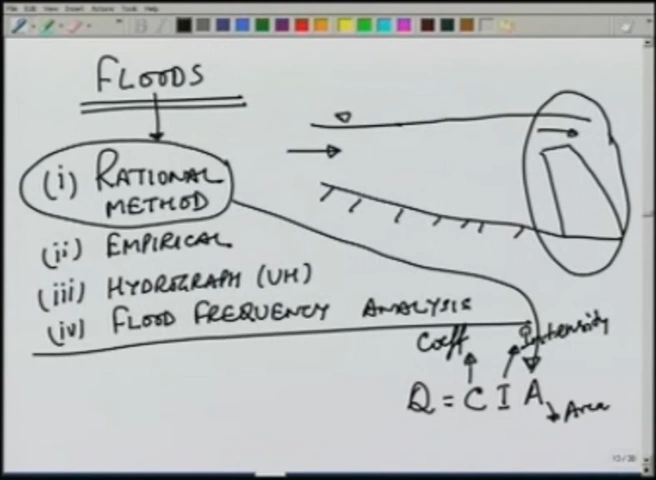 FLOODS
(i) RATIONAL
METHOD
(ii) EMPIRICAL
(iii) HYDROGRAPH (UH)
(iv) FLOOD FREQUENCY ANALYSIS
Coeff
Intensity
Q = C I A
Area